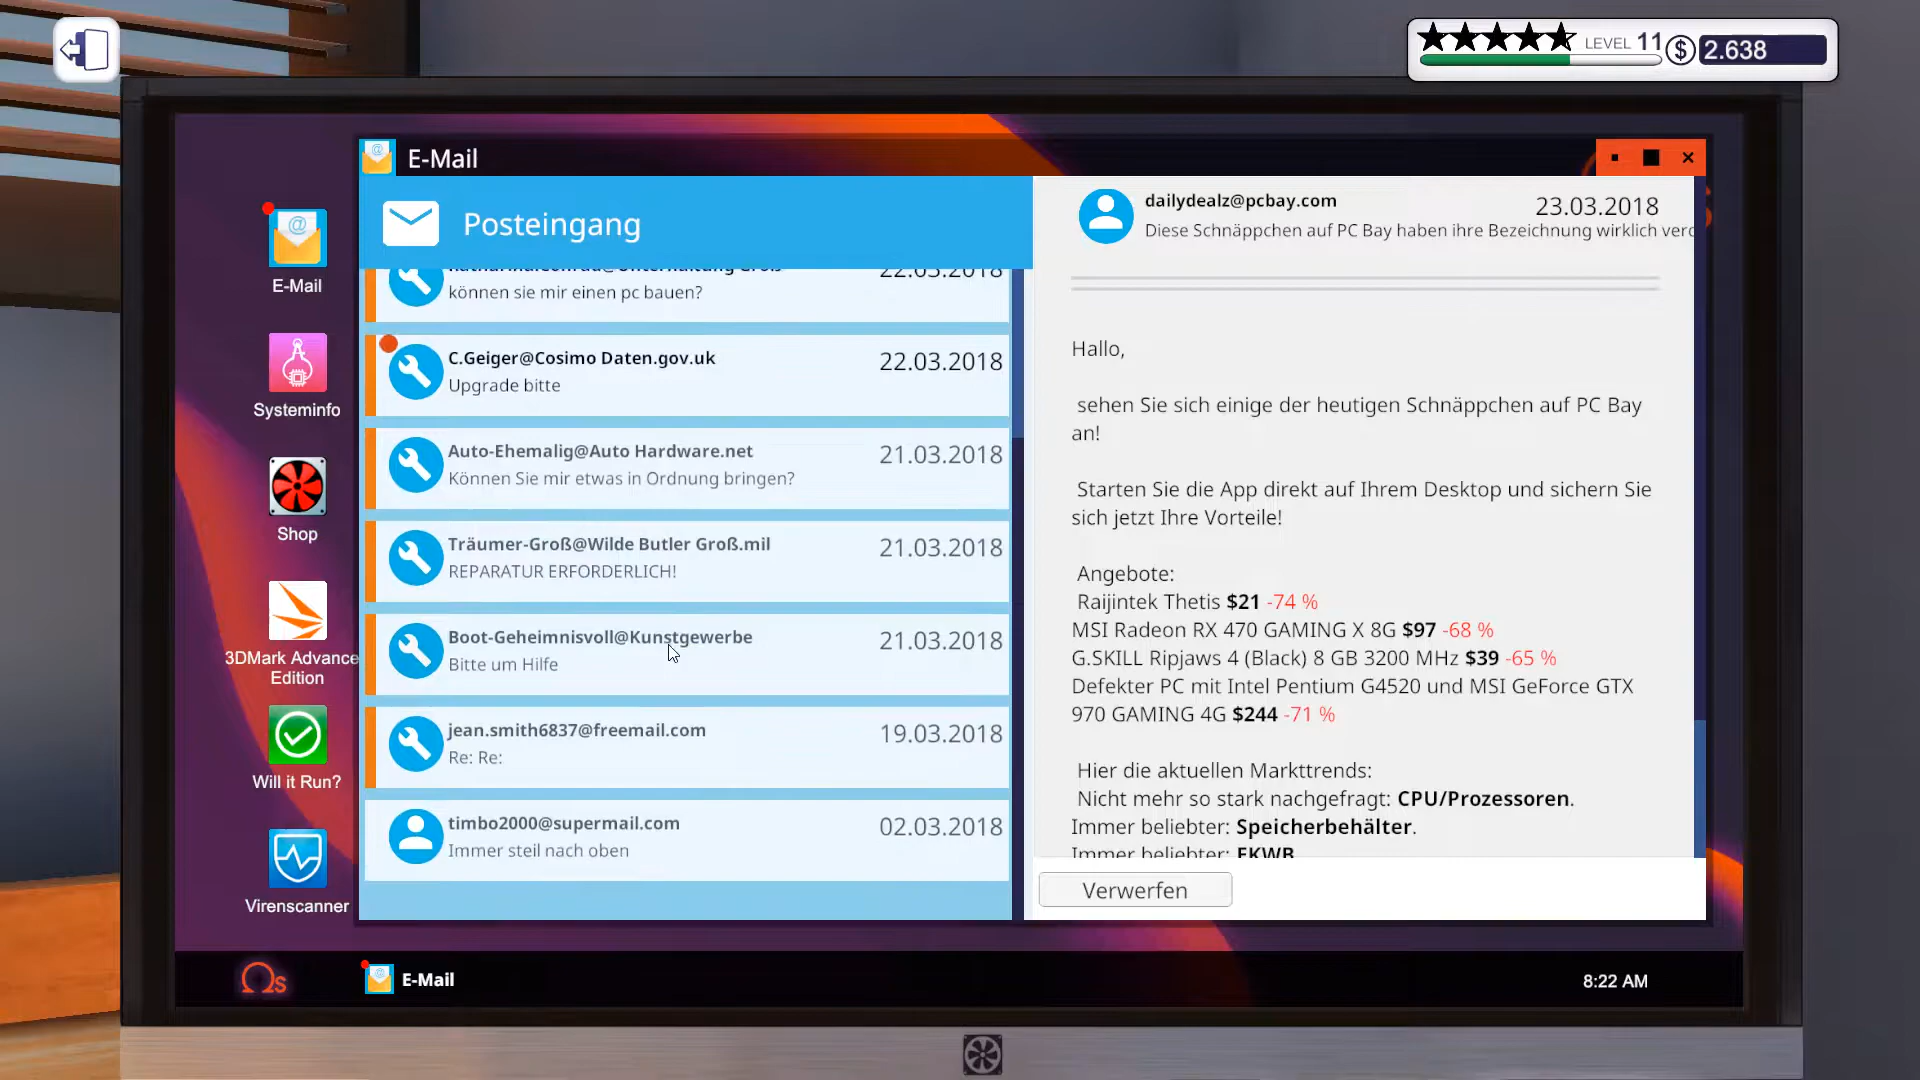 LEVEL 11
$ 2.638
E-Mail
E-Mail
Systeminfo
Shop
3DMark Advance
Edition
Will it Run?
Virenscanner
Posteingang
22.03.2018
können sie mir einen pc bauen?
C.Geiger@Cosimo Daten.gov.uk
22.03.2018
Upgrade bitte
Auto-Ehemalig@Auto Hardware.net
21.03.2018
Können Sie mir etwas in Ordnung bringen?
Träumer-Groß@Wilde Butler Groß.mil
21.03.2018
REPARATUR ERFORDERLICH!
Boot-Geheimnisvoll@Kunstgewerbe
21.03.2018
Bitte um Hilfe
jean.smith6837@freemail.com
19.03.2018
Re: Re:
timbo2000@supermail.com
02.03.2018
Immer steil nach oben
dailydealz@pcbay.com
23.03.2018
Diese Schnäppchen auf PC Bay haben ihre Bezeichnung wirklich verd
Hallo,
sehen Sie sich einige der heutigen Schnäppchen auf PC Bay
an!
Starten Sie die App direkt auf Ihrem Desktop und sichern Sie
sich jetzt Ihre Vorteile!
Angebote:
Raijintek Thetis $21 -74 %
MSI Radeon RX 470 GAMING X 8G $97 -68 %
G.SKILL Ripjaws 4 (Black) 8 GB 3200 MHz $39 -65 %
Defekter PC mit Intel Pentium G4520 und MSI GeForce GTX
970 GAMING 4G $244 -71 %
Hier die aktuellen Markttrends:
Nicht mehr so stark nachgefragt: CPU/Prozessoren.
Immer beliebter: Speicherbehälter.
Immer beliebter: EKWB
Verwerfen
Ωs
E-Mail
8:22 AM